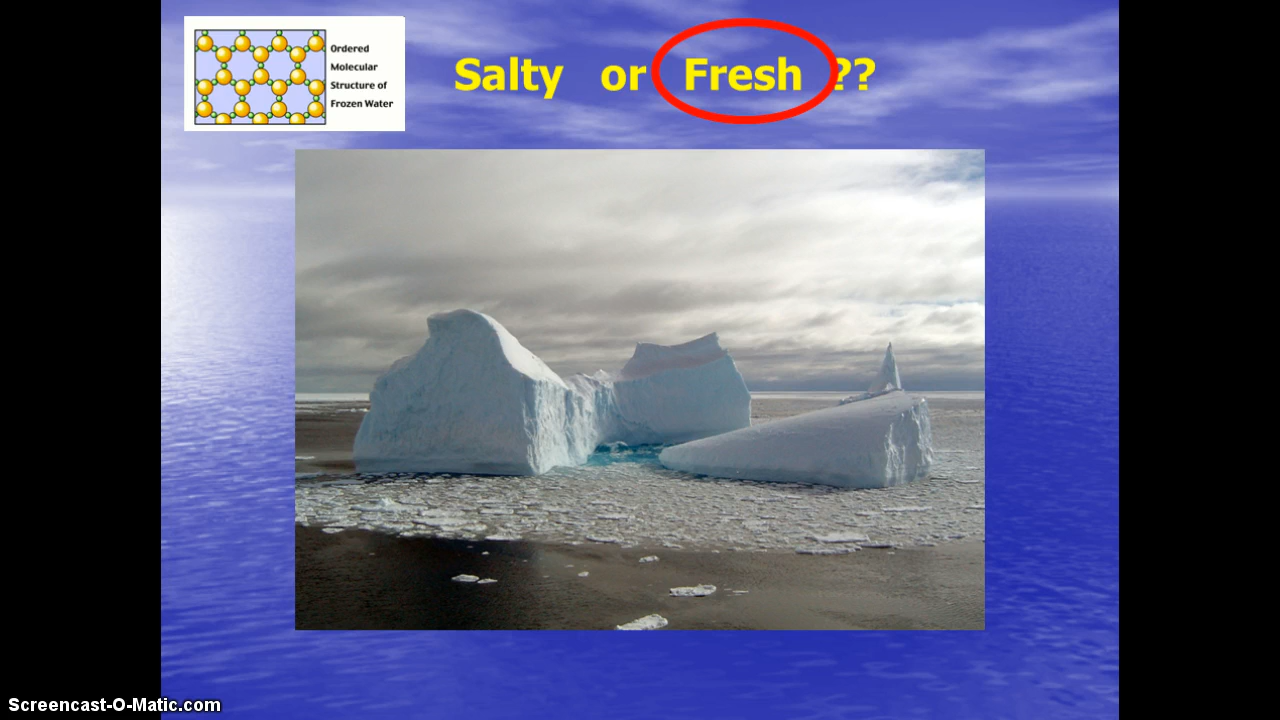 Ordered
Molecular
Structure of
Frozen Water
Salty or Fresh ??
Screencast-O-Matic.com